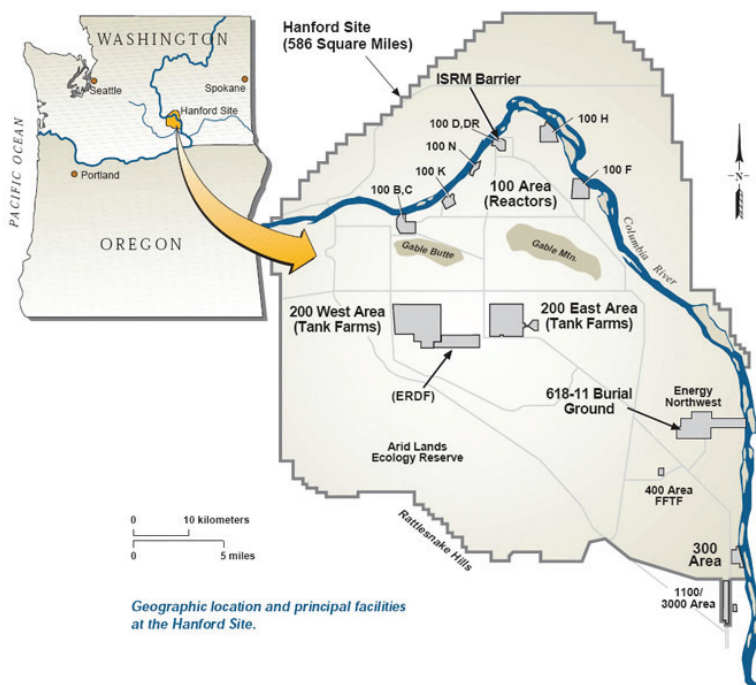 WASHINGTON
Seattle
Spokane
Hanford Site
PACIFIC OCEAN
Portland
OREGON
Hanford Site
(586 Square Miles)
ISRM Barrier
100 D,DR
100 H
100 N
100 K
100 F
100 B,C
100 Area
(Reactors)
N
Columbia River
Gable Butte
Gable Mtn.
200 West Area
(Tank Farms)
200 East Area
(Tank Farms)
(ERDF)
618-11 Burial
Ground
Energy
Northwest
Arid Lands
Ecology Reserve
400 Area
FFTF
Rattlesnake Hills
0 10 kilometers
0 5 miles
300
Area
1100/
3000 Area
Geographic location and principal facilities
at the Hanford Site.